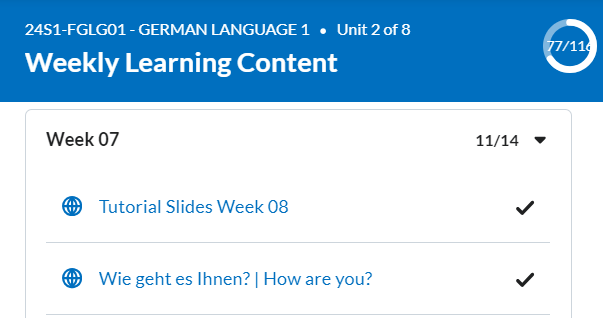 24S1-FGLG01 - GERMAN LANGUAGE 1 • Unit 2 of 8
Weekly Learning Content
77/116
Week 07
11/14
Tutorial Slides Week 08
Wie geht es Ihnen? | How are you?